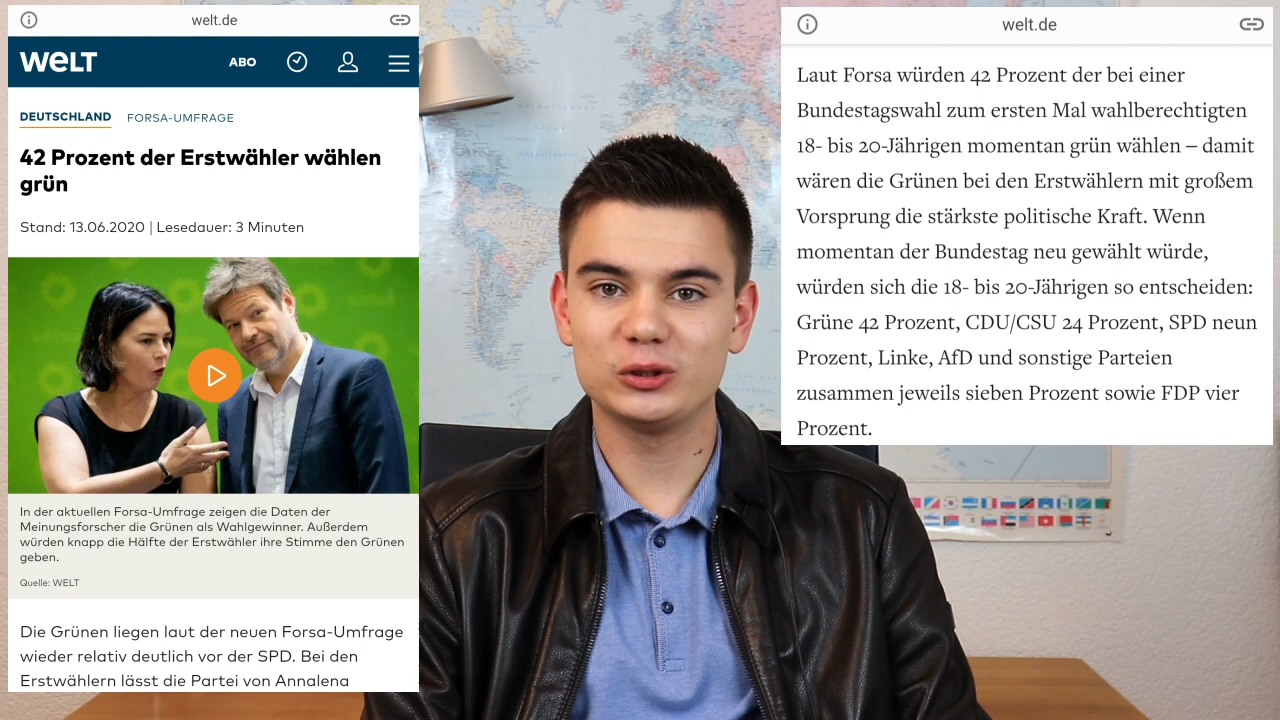 welt.de
WELT
ABO
DEUTSCHLAND FORSA-UMFRAGE
42 Prozent der Erstwähler wählen
grün
Stand: 13.06.2020 | Lesedauer: 3 Minuten
In der aktuellen Forsa-Umfrage zeigen die Daten der
Meinungsforscher die Grünen als Wahlgewinner. Außerdem
würden knapp die Hälfte der Erstwähler ihre Stimme den Grünen
geben.
Quelle: WELT
Die Grünen liegen laut der neuen Forsa-Umfrage
wieder relativ deutlich vor der SPD. Bei den
Erstwählern lässt die Partei von Annalena
welt.de
Laut Forsa würden 42 Prozent der bei einer
Bundestagswahl zum ersten Mal wahlberechtigten
18- bis 20-Jährigen momentan grün wählen – damit
wären die Grünen bei den Erstwählern mit großem
Vorsprung die stärkste politische Kraft. Wenn
momentan der Bundestag neu gewählt würde,
würden sich die 18- bis 20-Jährigen so entscheiden:
Grüne 42 Prozent, CDU/CSU 24 Prozent, SPD neun
Prozent, Linke, AfD und sonstige Parteien
zusammen jeweils sieben Prozent sowie FDP vier
Prozent.